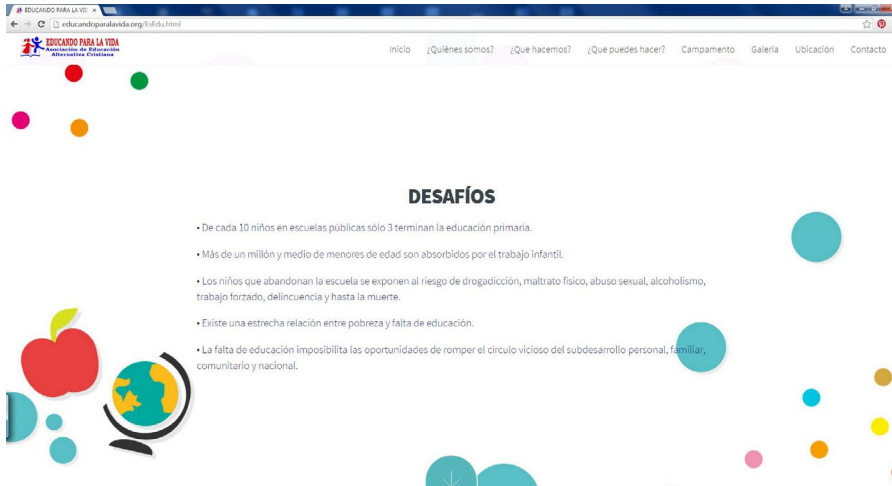 EDUCANDO PARA LA VID
educandoparalavida.org/EsEdu.html
EDUCANDO PARA LA VIDA
Asociación de Educación
Alternativa Cristiana
Inicio ¿Quiénes somos? ¿Que hacemos? ¿Que puedes hacer? Campamento Galeria Ubicación Contacto
DESAFÍOS
• De cada 10 niños en escuelas públicas sólo 3 terminan la educación primaria.
• Más de un millón y medio de menores de edad son absorbidos por el trabajo infantil.
• Los niños que abandonan la escuela se exponen al riesgo de drogadicción, maltrato físico, abuso sexual, alcoholismo,
trabajo forzado, delincuencia y hasta la muerte.
• Existe una estrecha relación entre pobreza y falta de educación.
• La falta de educación imposibilita las oportunidades de romper el círculo vicioso del subdesarrollo personal, familiar,
comunitario y nacional.